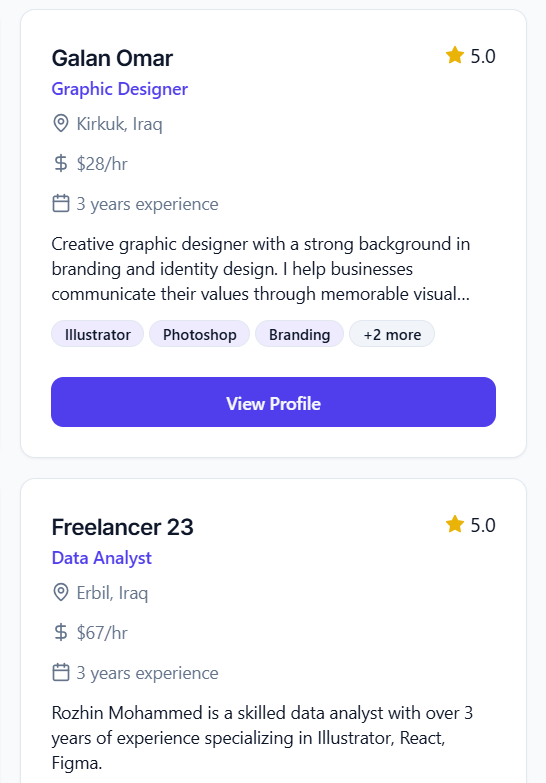 Galan Omar
5.0
Graphic Designer
Kirkuk, Iraq
$28/hr
3 years experience
Creative graphic designer with a strong background in
branding and identity design. I help businesses
communicate their values through memorable visual...
Illustrator Photoshop Branding +2 more
View Profile
Freelancer 23
5.0
Data Analyst
Erbil, Iraq
$67/hr
3 years experience
Rozhin Mohammed is a skilled data analyst with over 3
years of experience specializing in Illustrator, React,
Figma.